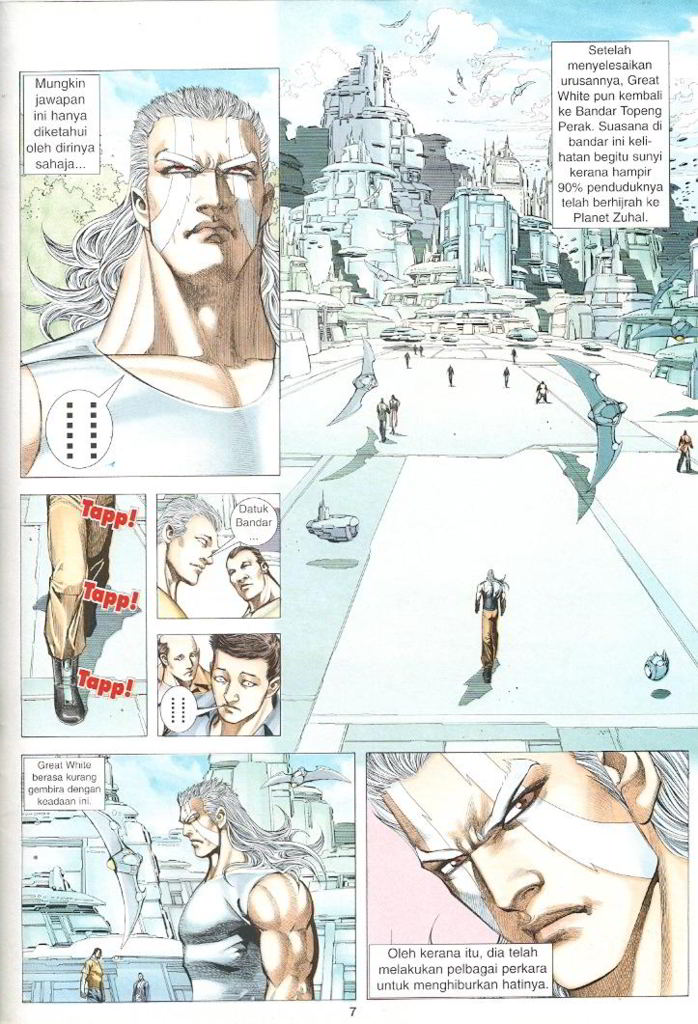 Mungkin
jawapan
ini hanya
diketahui
oleh dirinya
sahaja...
Setelah
menyelesaikan
urusannya, Great
White pun kembali
ke Bandar Topeng
Perak. Suasana di
bandar ini keli-
hatan begitu sunyi
kerana hampir
90% penduduknya
telah berhijrah ke
Planet Zuhal.
Tapp!
Tapp!
Tapp!
Datuk
Bandar
...
Great White
berasa kurang
gembira dengan
keadaan ini.
Oleh kerana itu, dia telah
melakukan pelbagai perkara
untuk menghiburkan hatinya.
7